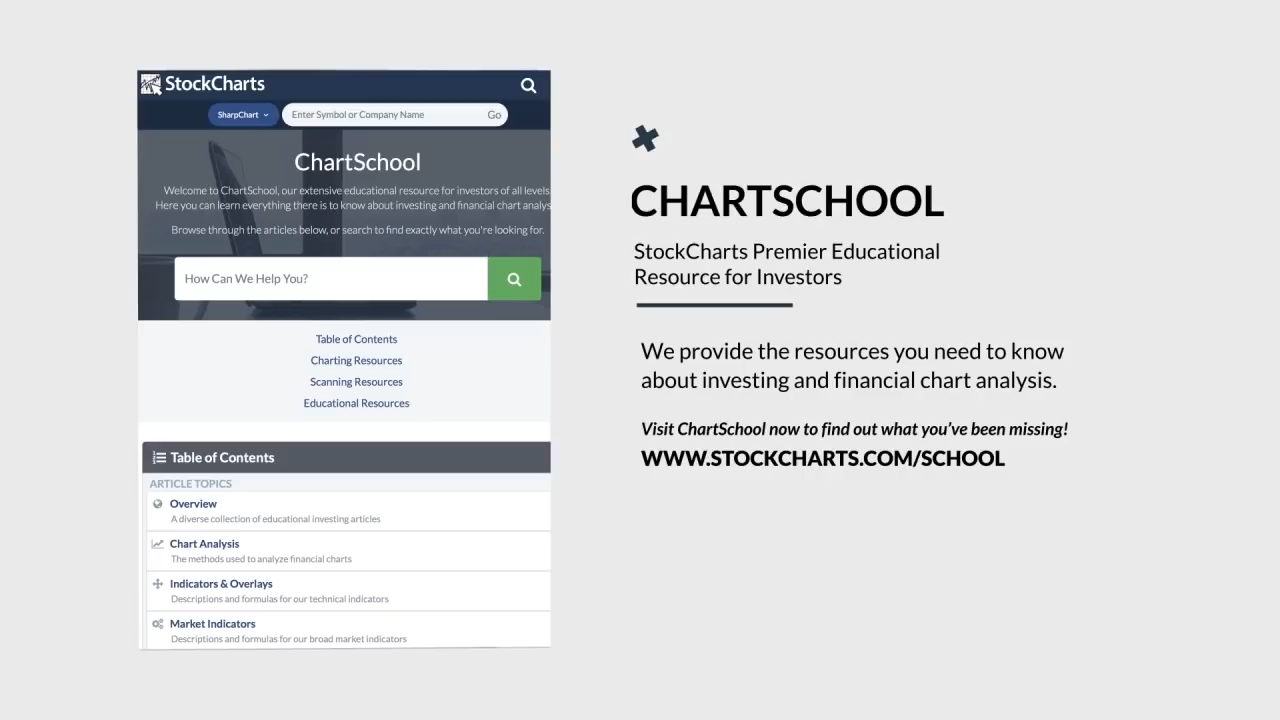 StockCharts
SharpChart
Enter Symbol or Company Name
Go
ChartSchool
Welcome to ChartSchool, our extensive educational resource for investors of all levels
Here you can learn everything there is to know about investing and financial chart analys
Browse through the articles below, or search to find exactly what you're looking for.
How Can We Help You?
Table of Contents
Charting Resources
Scanning Resources
Educational Resources
Table of Contents
ARTICLE TOPICS
Overview
A diverse collection of educational investing articles
Chart Analysis
The methods used to analyze financial charts
Indicators & Overlays
Descriptions and formulas for our technical indicators
Market Indicators
Descriptions and formulas for our broad market indicators
CHARTSCHOOL
StockCharts Premier Educational
Resource for Investors
We provide the resources you need to know
about investing and financial chart analysis.
Visit ChartSchool now to find out what you've been missing!
WWW.STOCKCHARTS.COM/SCHOOL